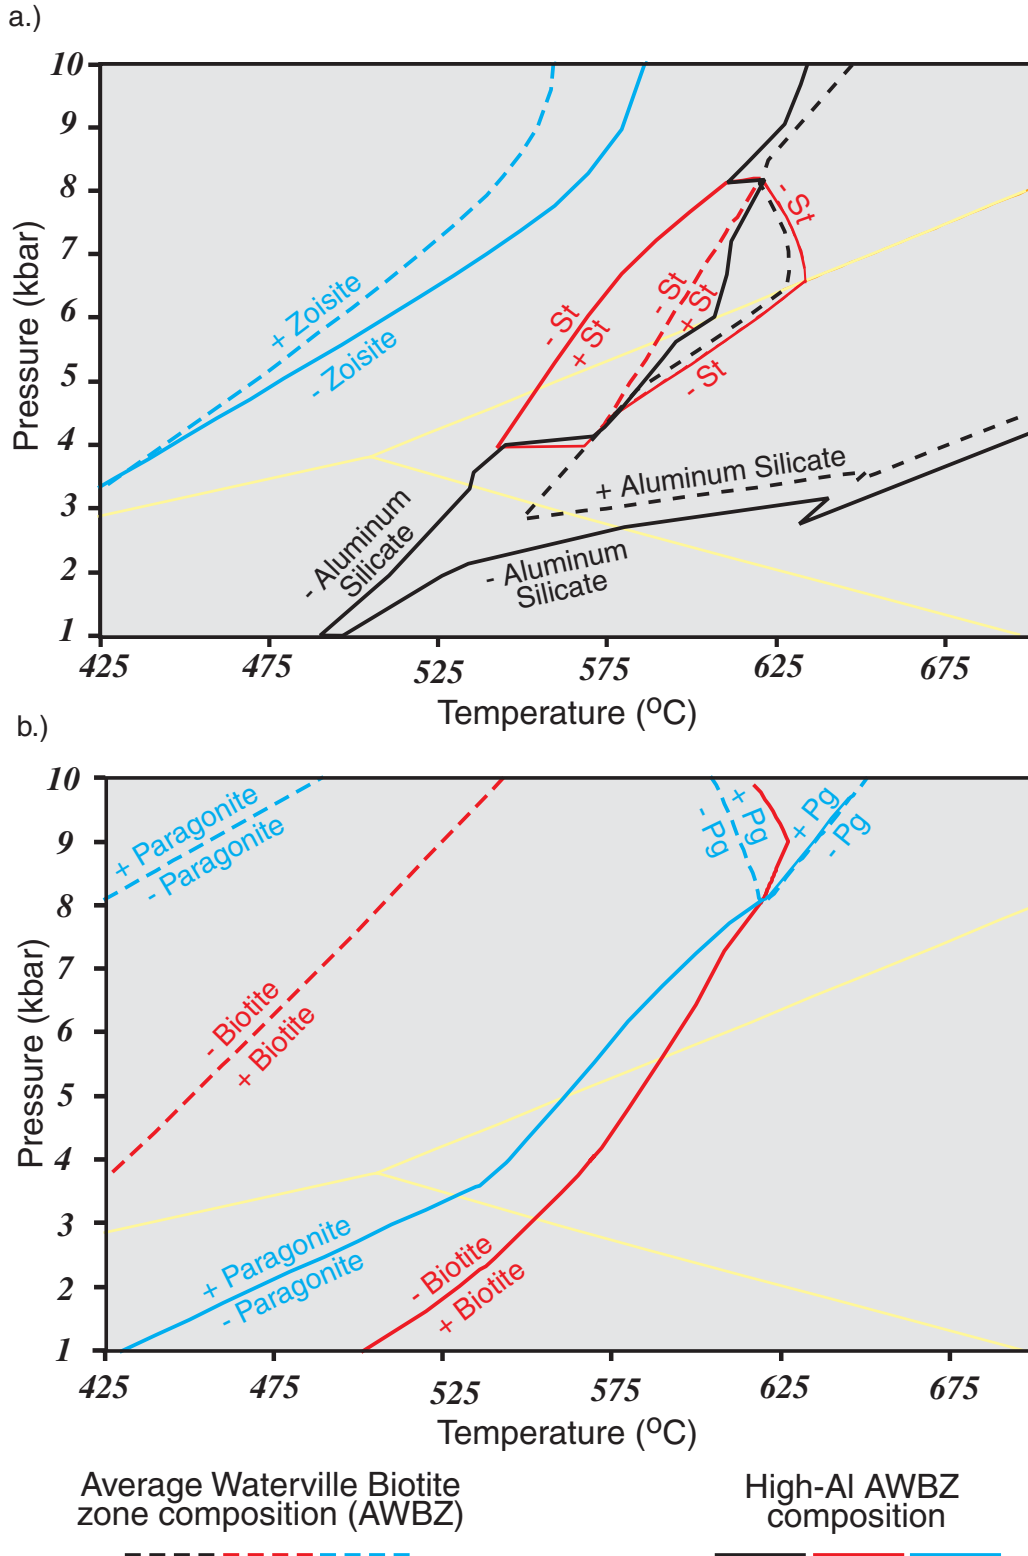 a.)
10
9
8
7
6
5
4
3
2
1
Pressure (kbar)
+ Zoisite
- Zoisite
- St
+ St
- St
+ St
- St
- St
+ Aluminum Silicate
- Aluminum
Silicate
- Aluminum
Silicate
425
475
525
575
625
675
Temperature (oC)
b.)
10
9
8
7
6
5
4
3
2
1
Pressure (kbar)
+ Paragonite
- Paragonite
- Biotite
+ Biotite
+ Pg
- Pg
+ Pg
- Pg
+ Paragonite
- Paragonite
- Biotite
+ Biotite
425
475
525
575
625
675
Temperature (oC)
Average Waterville Biotite
zone composition (AWBZ)
High-Al AWBZ
composition